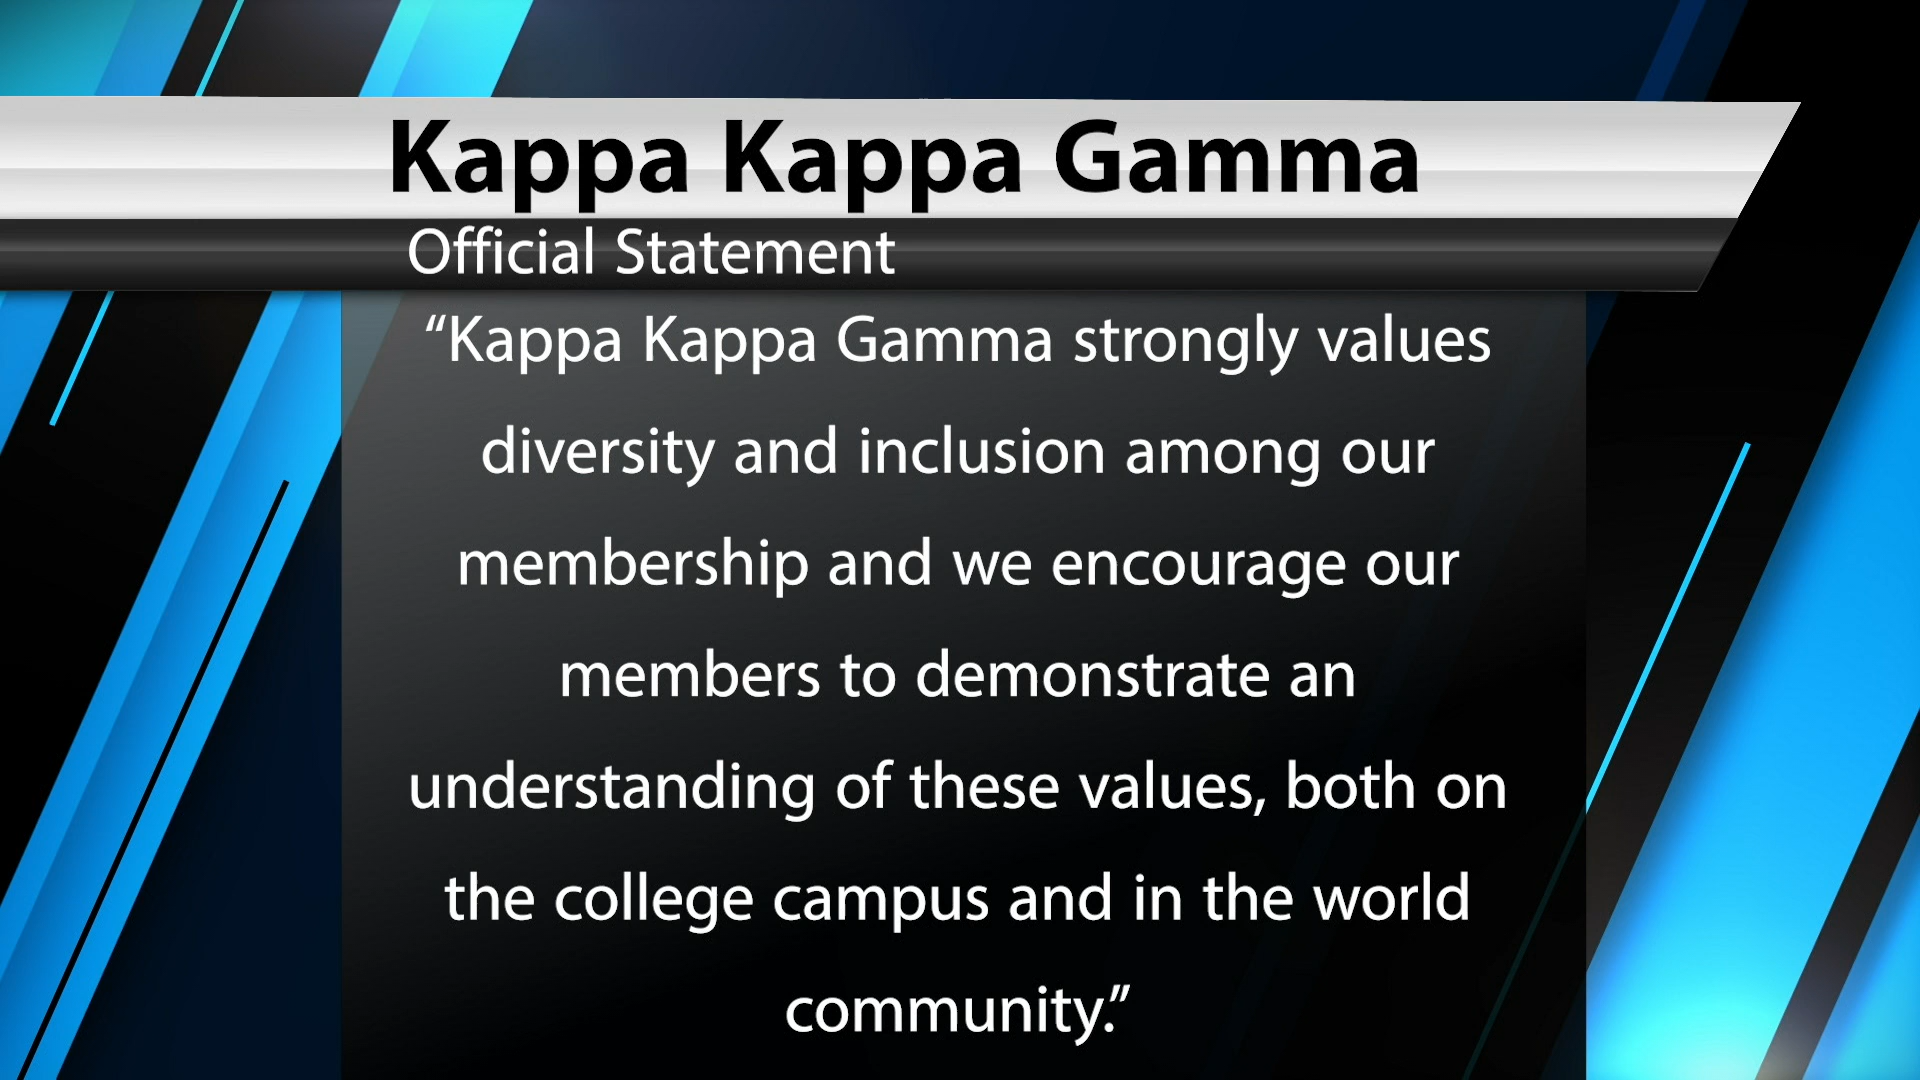 Kappa Kappa Gamma
Official Statement
“Kappa Kappa Gamma strongly values
diversity and inclusion among our
membership and we encourage our
members to demonstrate an
understanding of these values, both on
the college campus and in the world
community.”